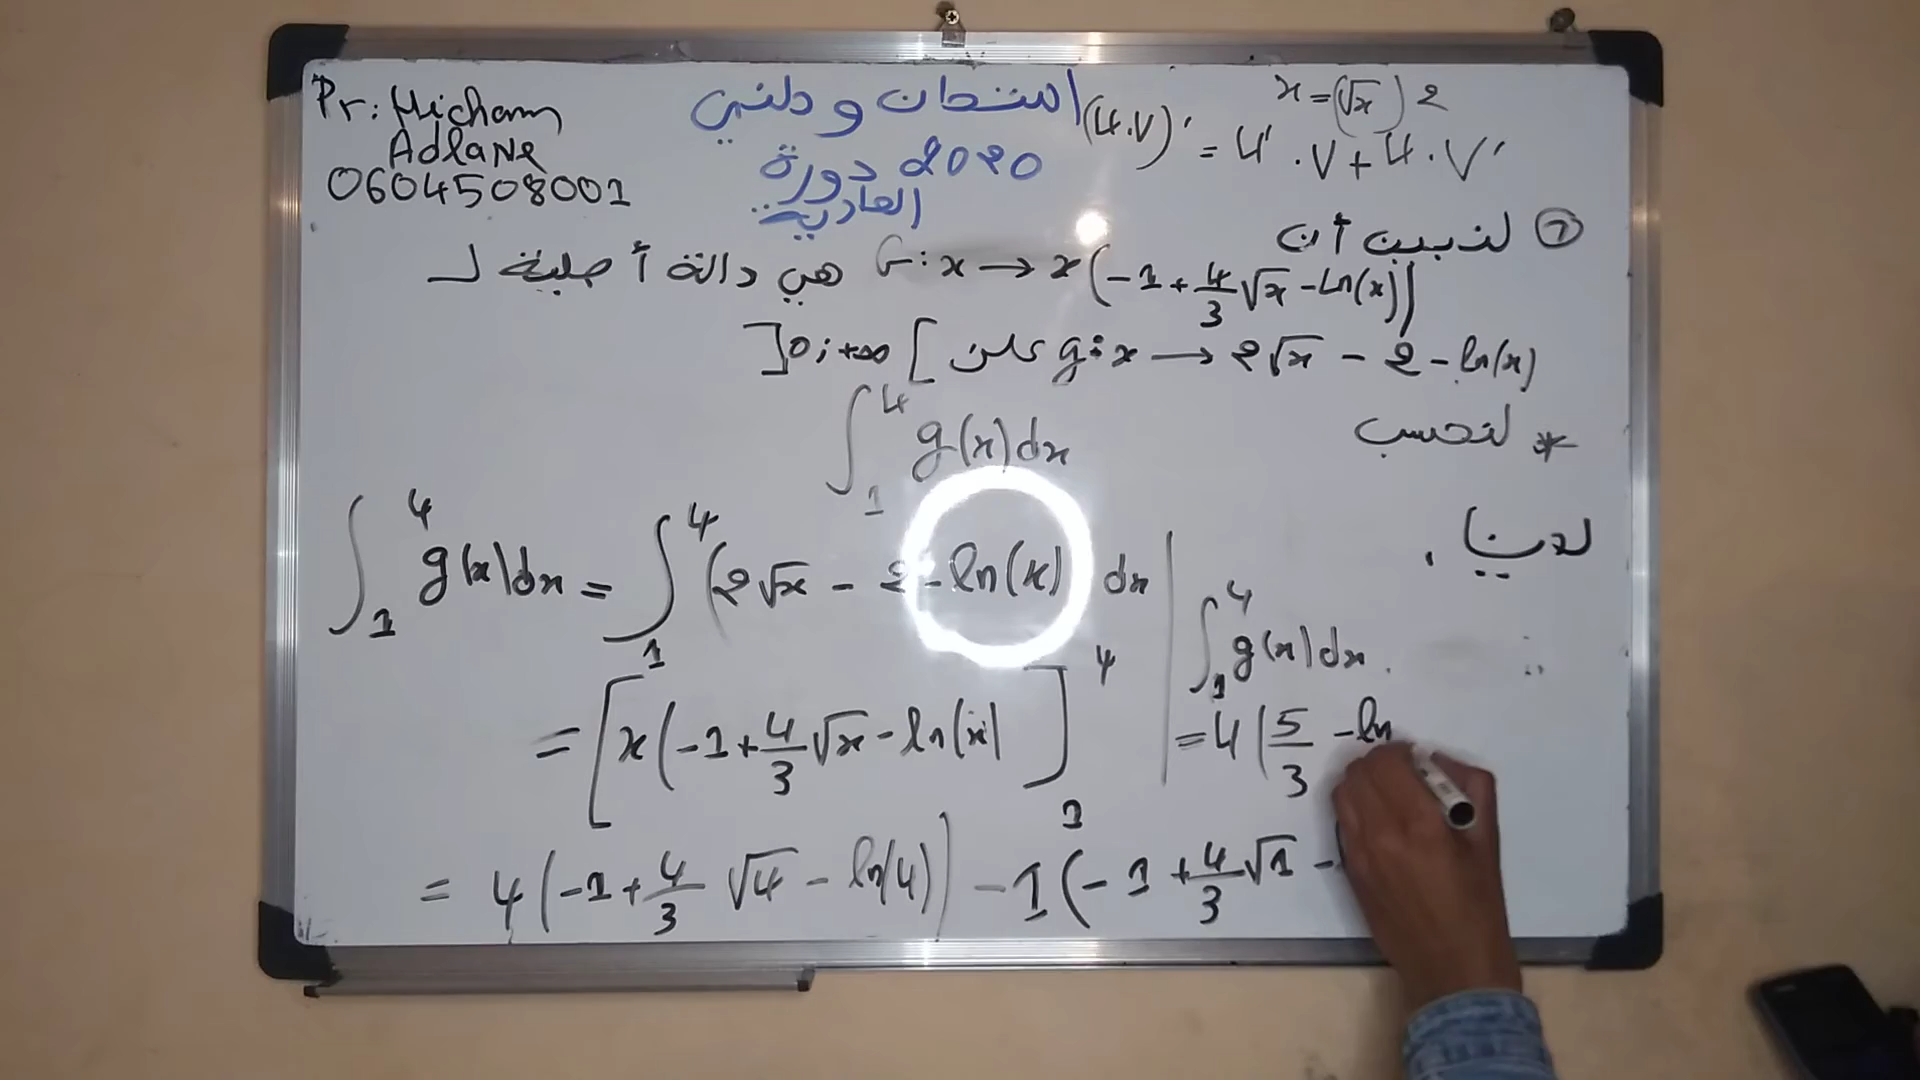 Pr: Hicham
Adlane
0604508001
امتحان وطني
2020 دورة
العادية
x = (√x)2
(u.v)' = u'.v + u.v'
7 لنبين أن
G: x → x(-1 + 4/3 √x - ln(x)) هي دالة أصلية لـ
g: x → 2√x - 2 - ln(x) على ]0; +∞[
* لنحسب
∫₁⁴ g(x)dx
لدينا
∫₁⁴ g(x)dx = ∫₁⁴ (2√x - 2 - ln(x) dx
= [x(-1 + 4/3 √x - ln(x)]₁⁴
= 4(-1 + 4/3 √4 - ln(4)) - 1(-1 + 4/3 √1 -
∫₁⁴ g(x)dx
= 4(5/3 - ln